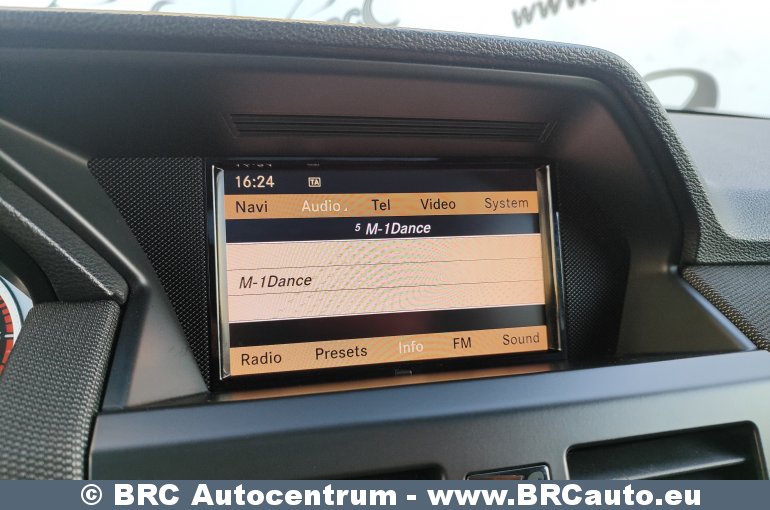 16:24 TA
Navi Audio Tel Video System
5 M-1Dance
M-1Dance
Radio Presets Info FM Sound
© BRC Autocentrum - www.BRCauto.eu